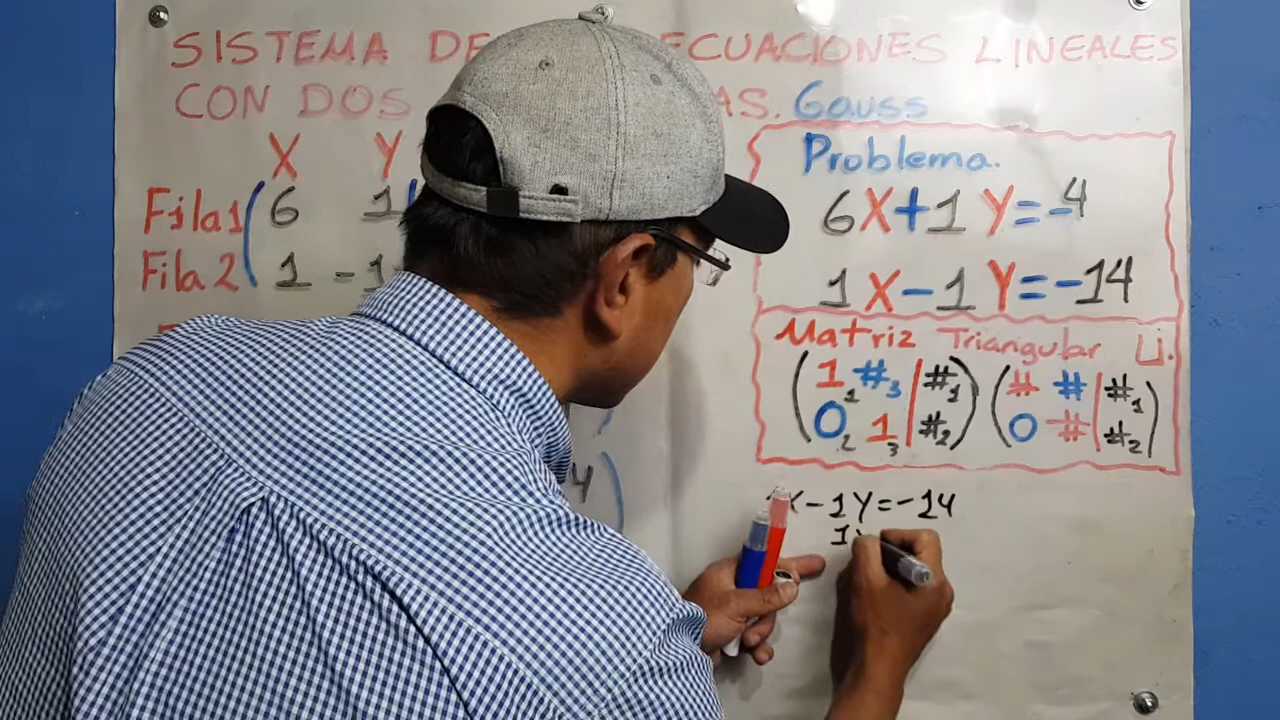 SISTEMA DE ECUACIONES LINEALES
CON DOS AS. Gauss
X Y
Fila1 ( 6 1
Fila 2 ( 1 -1
4 )
Problema.
6X+1Y=-4
1X-1Y=-14
Matriz Triangular U.
( 1₁ #₃ | #₁ ) ( # # | #₁ )
( 0₂ 1₃ | #₂ ) ( 0 # | #₂ )
X-1Y=-14
1